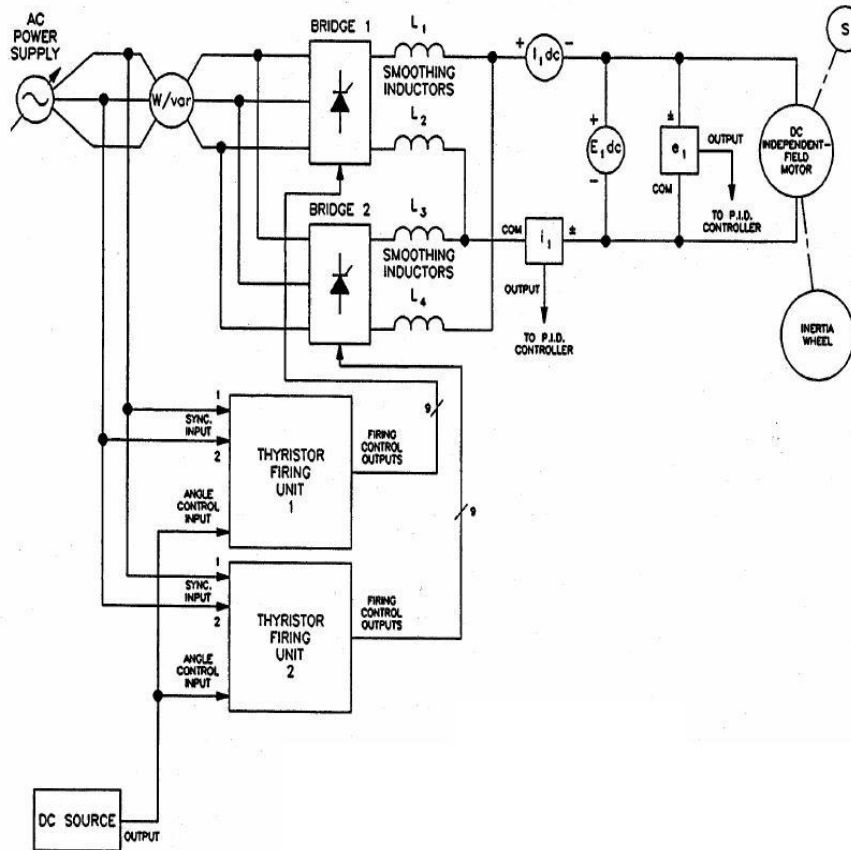 AC
POWER
SUPPLY
W/var
BRIDGE 1
L₁
SMOOTHING
INDUCTORS
L₂
+ I₁dc -
+
E₁dc
-
±
e₁
COM
OUTPUT
TO P.I.D.
CONTROLLER
DC
INDEPENDENT-
FIELD
MOTOR
S
BRIDGE 2
L₃
SMOOTHING
INDUCTORS
L₄
COM
i₁
±
OUTPUT
TO P.I.D.
CONTROLLER
INERTIA
WHEEL
1
SYNC.
INPUT
2
ANGLE
CONTROL
INPUT
THYRISTOR
FIRING
UNIT
1
FIRING
CONTROL
OUTPUTS
9
1
SYNC.
INPUT
2
ANGLE
CONTROL
INPUT
THYRISTOR
FIRING
UNIT
2
FIRING
CONTROL
OUTPUTS
9
DC SOURCE
OUTPUT